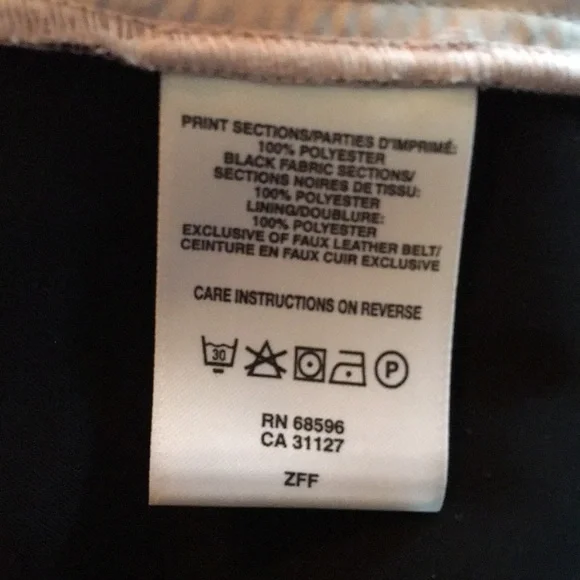 PRINT SECTIONS/PARTIES D'IMPRIMÉ:
100% POLYESTER
BLACK FABRIC SECTIONS/
SECTIONS NOIRES DE TISSU:
100% POLYESTER
LINING/DOUBLURE:
100% POLYESTER
EXCLUSIVE OF FAUX LEATHER BELT/
CEINTURE EN FAUX CUIR EXCLUSIVE
CARE INSTRUCTIONS ON REVERSE
30 P
RN 68596
CA 31127
ZFF